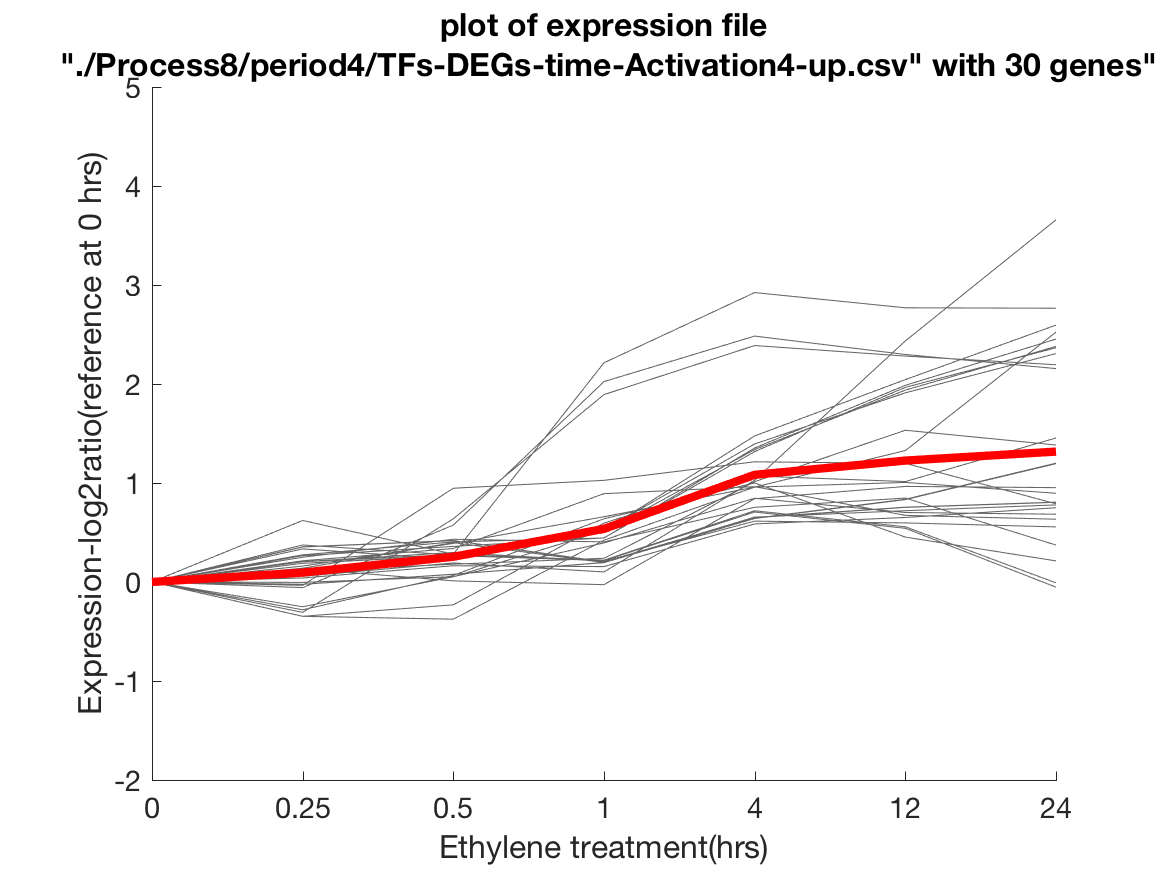 plot of expression file
"./Process8/period4/TFs-DEGs-time-Activation4-up.csv" with 30 genes"
5
4
3
2
1
0
-1
-2
Expression-log2ratio(reference at 0 hrs)
0 0.25 0.5 1 4 12 24
Ethylene treatment(hrs)